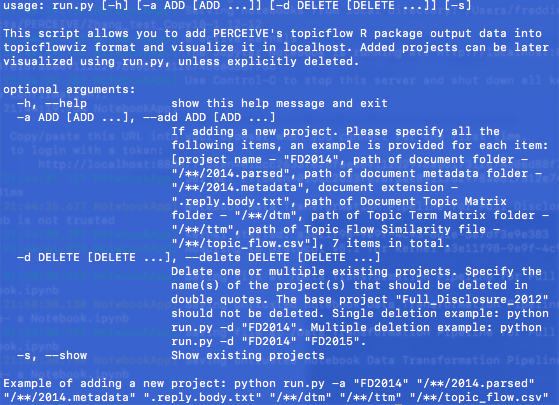 usage: run.py [-h] [-a ADD [ADD ...]] [-d DELETE [DELETE ...]] [-s]
This script allows you to add PERCEIVE's topicflow R package output data into
topicflowviz format and visualize it in localhost. Added projects can be later
visualized using run.py, unless explicitly deleted.
optional arguments:
-h, --help show this help message and exit
-a ADD [ADD ...], --add ADD [ADD ...]
If adding a new project. Please specify all the
following items, an example is provided for each item:
[project name - "FD2014", path of document folder -
"/**/2014.parsed", path of document metadata folder -
"/**/2014.metadata", document extension -
".reply.body.txt", path of Document Topic Matrix
folder - "/**/dtm", path of Topic Term Matrix folder -
"/**/ttm", path of Topic Flow Similarity file -
"/**/topic_flow.csv"], 7 items in total.
-d DELETE [DELETE ...], --delete DELETE [DELETE ...]
Delete one or multiple existing projects. Specify the
name(s) of the project(s) that should be deleted in
double quotes. The base project "Full_Disclosure_2012"
should not be deleted. Single deletion example: python
run.py -d "FD2014". Multiple deletion example: python
run.py -d "FD2014" "FD2015".
-s, --show Show existing projects
Example of adding a new project: python run.py -a "FD2014" "/**/2014.parsed"
"/**/2014.metadata" ".reply.body.txt" "/**/dtm" "/**/ttm" "/**/topic_flow.csv"